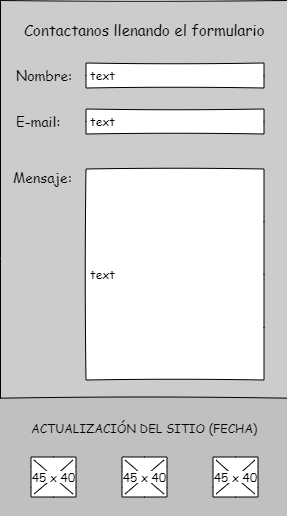 Contactanos llenando el formulario
Nombre: text
E-mail: text
Mensaje:
text
ACTUALIZACIÓN DEL SITIO (FECHA)
45 x 40 45 x 40 45 x 40